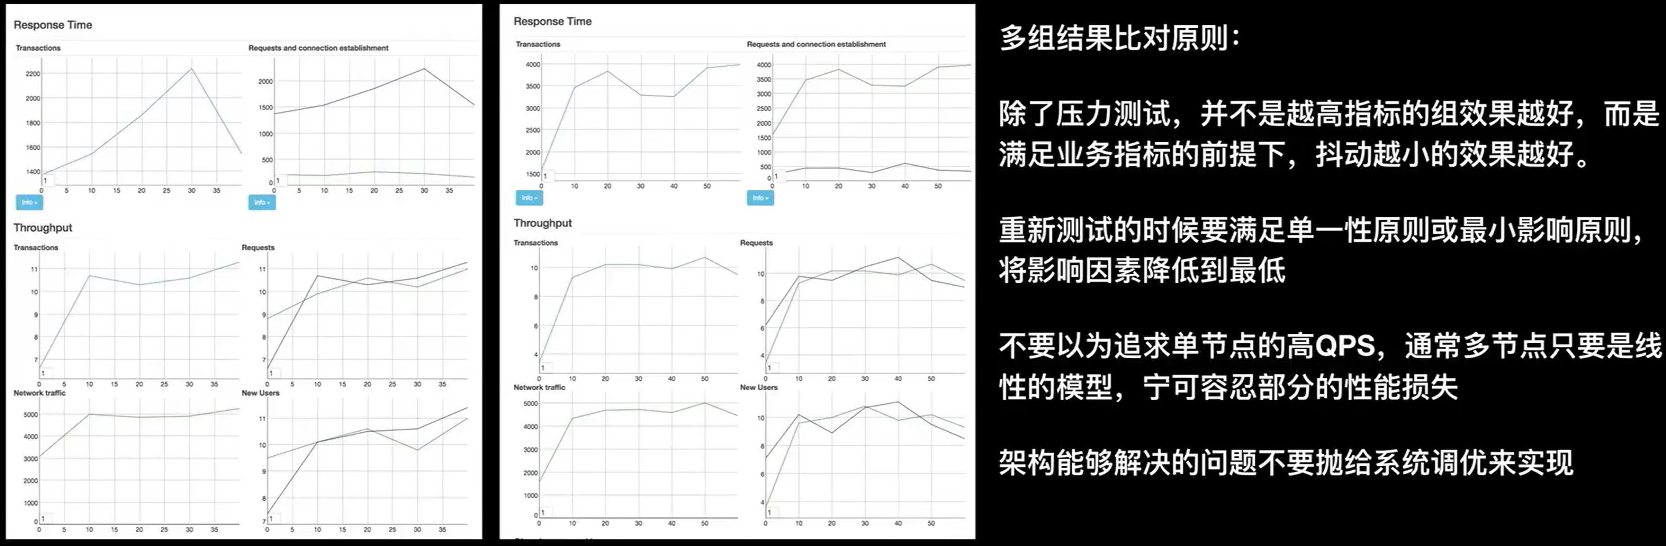 Response Time
Transactions
2200
2000
1800
1600
1400
1
0 5 10 15 20 25 30 35
Info »
Requests and connection establishment
2000
1500
1000
500
0
1
0 5 10 15 20 25 30 35
Info »
Throughput
Transactions
11
10
9
8
7
1
0 5 10 15 20 25 30 35
Requests
11
10
9
8
7
1
0 5 10 15 20 25 30 35
Network traffic
5000
4000
3000
2000
1000
0
1
0 5 10 15 20 25 30 35
New Users
11
10
9
8
7
1
0 5 10 15 20 25 30 35
Response Time
Transactions
4000
3500
3000
2500
2000
1500
1
0 10 20 30 40 50
Info »
Requests and connection establishment
4000
3500
3000
2500
2000
1500
1000
500
0
1
0 10 20 30 40 50
Info »
Throughput
Transactions
10
8
6
4
1
0 10 20 30 40 50
Requests
10
8
6
4
1
0 10 20 30 40 50
Network traffic
5000
4000
3000
2000
1000
0
1
0 10 20 30 40 50
New Users
10
8
6
4
1
0 10 20 30 40 50
多组结果比对原则：
除了压力测试，并不是越高指标的组效果越好，而是
满足业务指标的前提下，抖动越小的效果越好。
重新测试的时候要满足单一性原则或最小影响原则，
将影响因素降低到最低
不要以为追求单节点的高QPS，通常多节点只要是线
性的模型，宁可容忍部分的性能损失
架构能够解决的问题不要抛给系统调优来实现